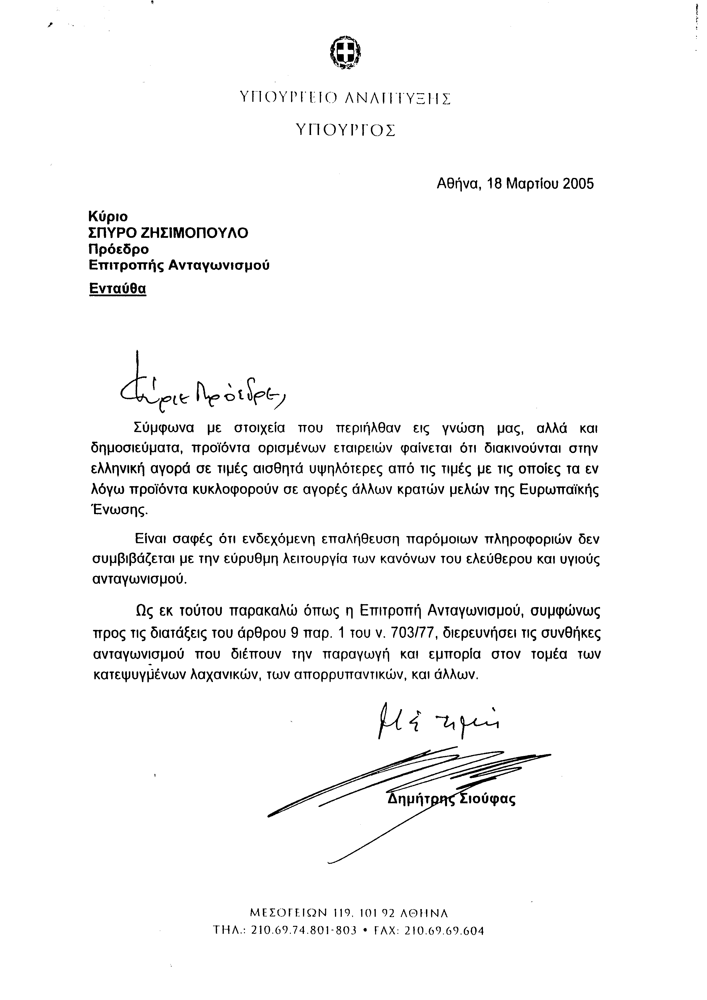 ΥΠΟΥΡΓΕΙΟ ΑΝΑΠΤΥΞΗΣ
ΥΠΟΥΡΓΟΣ
Αθήνα, 18 Μαρτίου 2005
Κύριο
ΣΠΥΡΟ ΖΗΣΙΜΟΠΟΥΛΟ
Πρόεδρο
Επιτροπής Ανταγωνισμού
Ενταύθα
Κύριε Πρόεδρε,
Σύμφωνα με στοιχεία που περιήλθαν εις γνώση μας, αλλά και
δημοσιεύματα, προϊόντα ορισμένων εταιρειών φαίνεται ότι διακινούνται στην
ελληνική αγορά σε τιμές αισθητά υψηλότερες από τις τιμές με τις οποίες τα εν
λόγω προϊόντα κυκλοφορούν σε αγορές άλλων κρατών μελών της Ευρωπαϊκής
Ένωσης.
Είναι σαφές ότι ενδεχόμενη επαλήθευση παρόμοιων πληροφοριών δεν
συμβιβάζεται με την εύρυθμη λειτουργία των κανόνων του ελεύθερου και υγιούς
ανταγωνισμού.
Ως εκ τούτου παρακαλώ όπως η Επιτροπή Ανταγωνισμού, συμφώνως
προς τις διατάξεις του άρθρου 9 παρ. 1 του ν. 703/77, διερευνήσει τις συνθήκες
ανταγωνισμού που διέπουν την παραγωγή και εμπορία στον τομέα των
κατεψυγμένων λαχανικών, των απορρυπαντικών, και άλλων.
Με τιμή
Δημήτρης Σιούφας
ΜΕΣΟΓΕΙΩΝ 119, 101 92 ΑΘΗΝΑ
ΤΗΛ.: 210.69.74.801-803 • FAX: 210.69.69.604